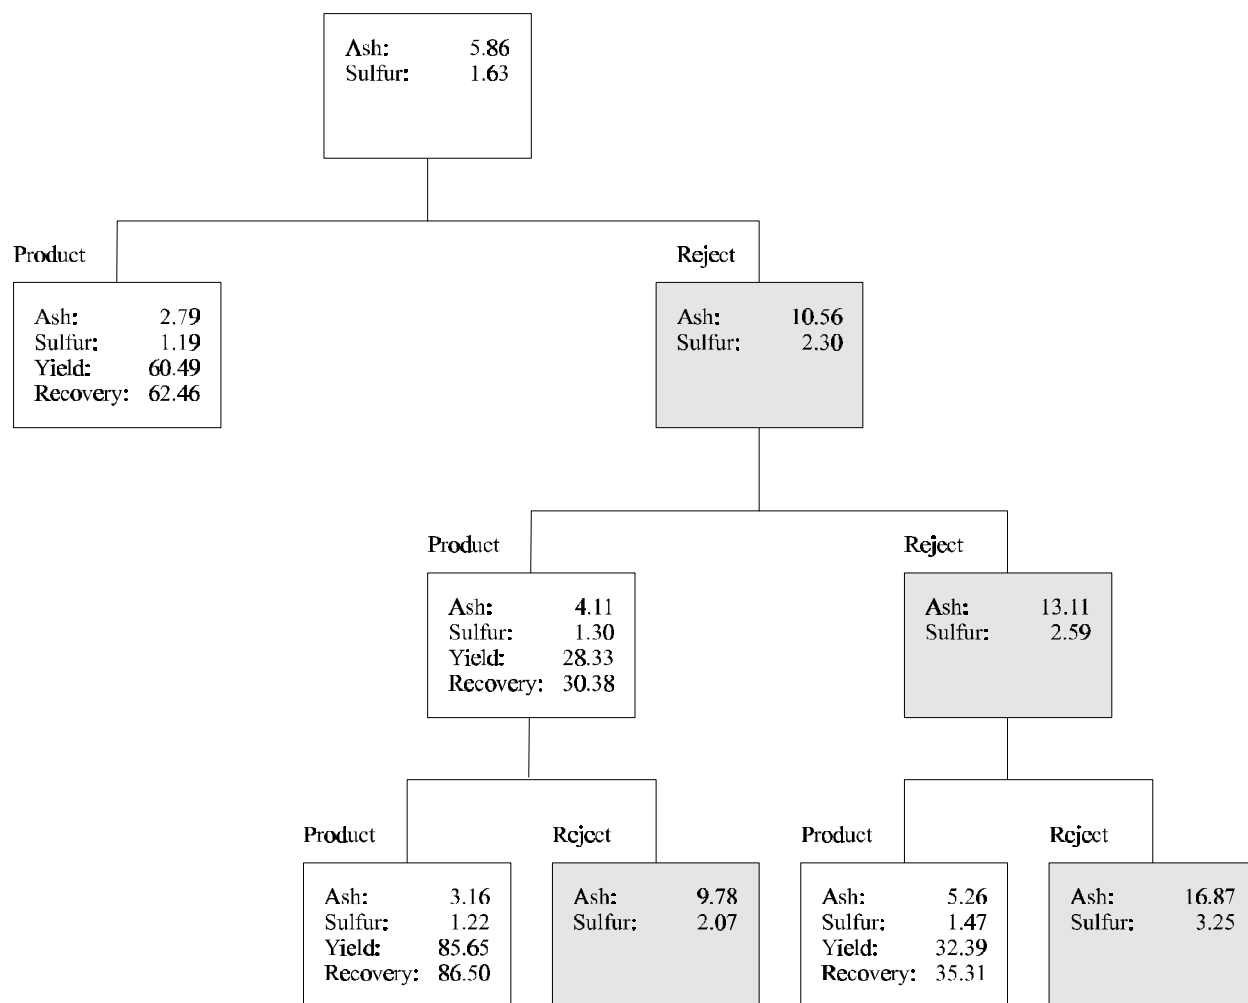 Ash: 5.86
Sulfur: 1.63
Product
Ash: 2.79
Sulfur: 1.19
Yield: 60.49
Recovery: 62.46
Reject
Ash: 10.56
Sulfur: 2.30
Product
Ash: 4.11
Sulfur: 1.30
Yield: 28.33
Recovery: 30.38
Reject
Ash: 13.11
Sulfur: 2.59
Product
Ash: 3.16
Sulfur: 1.22
Yield: 85.65
Recovery: 86.50
Reject
Ash: 9.78
Sulfur: 2.07
Product
Ash: 5.26
Sulfur: 1.47
Yield: 32.39
Recovery: 35.31
Reject
Ash: 16.87
Sulfur: 3.25